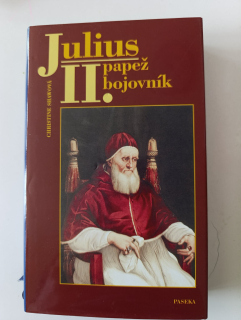 Julius
II. papež
bojovník
CHRISTINE SHAWOVÁ
PASEKA